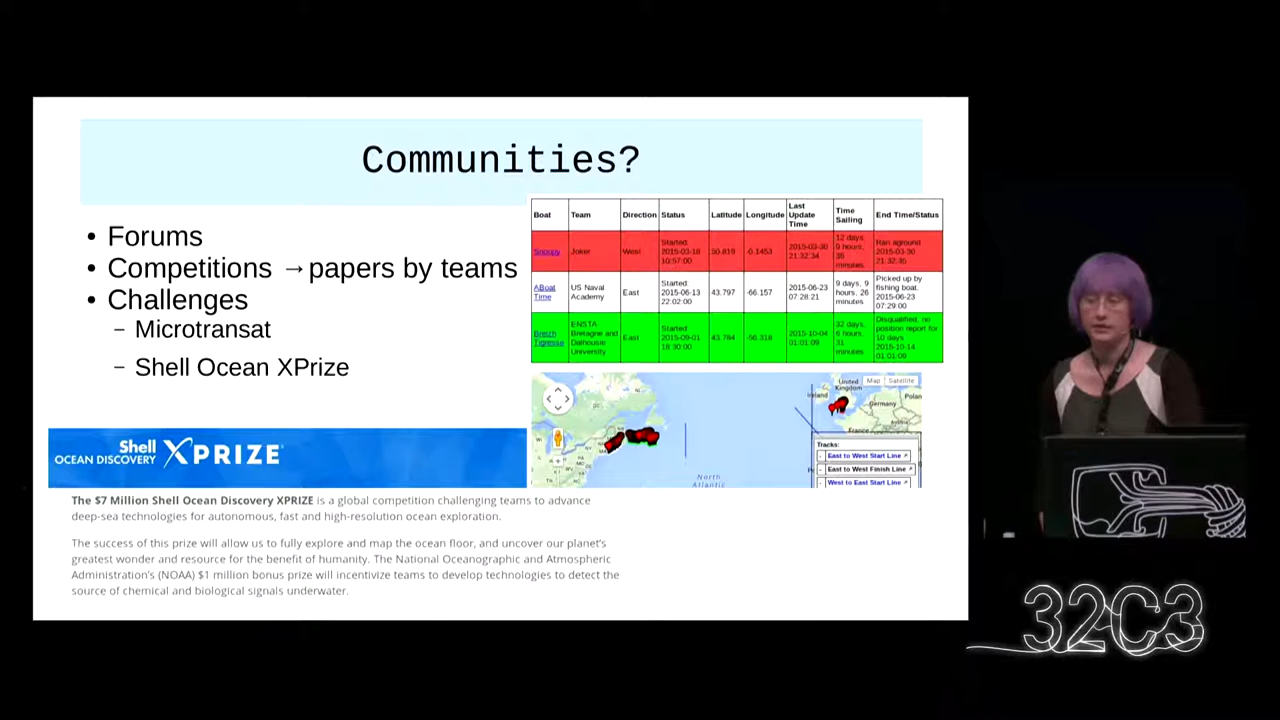 Communities?
• Forums
• Competitions →papers by teams
• Challenges
– Microtransat
– Shell Ocean XPrize
Boat Team Direction Status Latitude Longitude Last Update Time Time Sailing End Time/Status
Snoopy Joker West Started 2015-03-18 10:57:00 50.819 -0.1453 2015-03-30 21:32:34 12 days, 9 hours, 35 minutes Ran aground 2015-03-30 21:32:35
ABoat Time US Naval Academy East Started 2015-06-13 22:02:00 43.797 -66.157 2015-06-23 07:28:21 9 days, 9 hours, 26 minutes Picked up by fishing boat. 2015-06-23 07:29:00
Breizh Tigresse ENSTA Bretagne and Dalhousie University East Started 2015-09-01 18:30:00 43.784 -56.318 2015-10-04 01:01:09 32 days, 6 hours, 31 minutes Disqualified, no position report for 10 days 2015-10-14 01:01:09
United Kingdom
Map Satellite
Ireland
Germany
Polan
France
Tracks:
East to West Start Line
East to West Finish Line
West to East Start Line
North
Atlantic
Shell
OCEAN DISCOVERY XPRIZE
The $7 Million Shell Ocean Discovery XPRIZE is a global competition challenging teams to advance
deep-sea technologies for autonomous, fast and high-resolution ocean exploration.
The success of this prize will allow us to fully explore and map the ocean floor, and uncover our planet's
greatest wonder and resource for the benefit of humanity. The National Oceanographic and Atmospheric
Administration's (NOAA) $1 million bonus prize will incentivize teams to develop technologies to detect the
source of chemical and biological signals underwater.
32C3